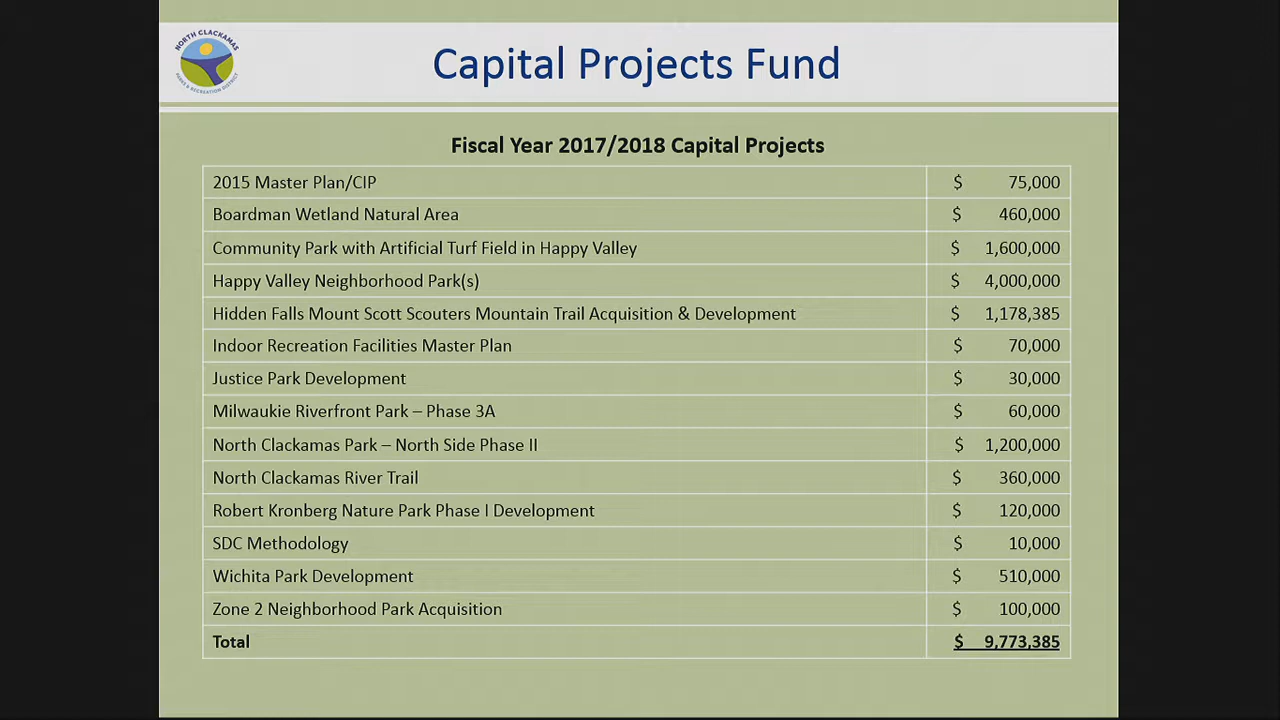 NORTH CLACKAMAS
PARKS & RECREATION DISTRICT
Capital Projects Fund
Fiscal Year 2017/2018 Capital Projects
2015 Master Plan/CIP $ 75,000
Boardman Wetland Natural Area $ 460,000
Community Park with Artificial Turf Field in Happy Valley $ 1,600,000
Happy Valley Neighborhood Park(s) $ 4,000,000
Hidden Falls Mount Scott Scouters Mountain Trail Acquisition & Development $ 1,178,385
Indoor Recreation Facilities Master Plan $ 70,000
Justice Park Development $ 30,000
Milwaukie Riverfront Park – Phase 3A $ 60,000
North Clackamas Park – North Side Phase II $ 1,200,000
North Clackamas River Trail $ 360,000
Robert Kronberg Nature Park Phase I Development $ 120,000
SDC Methodology $ 10,000
Wichita Park Development $ 510,000
Zone 2 Neighborhood Park Acquisition $ 100,000
Total $ 9,773,385